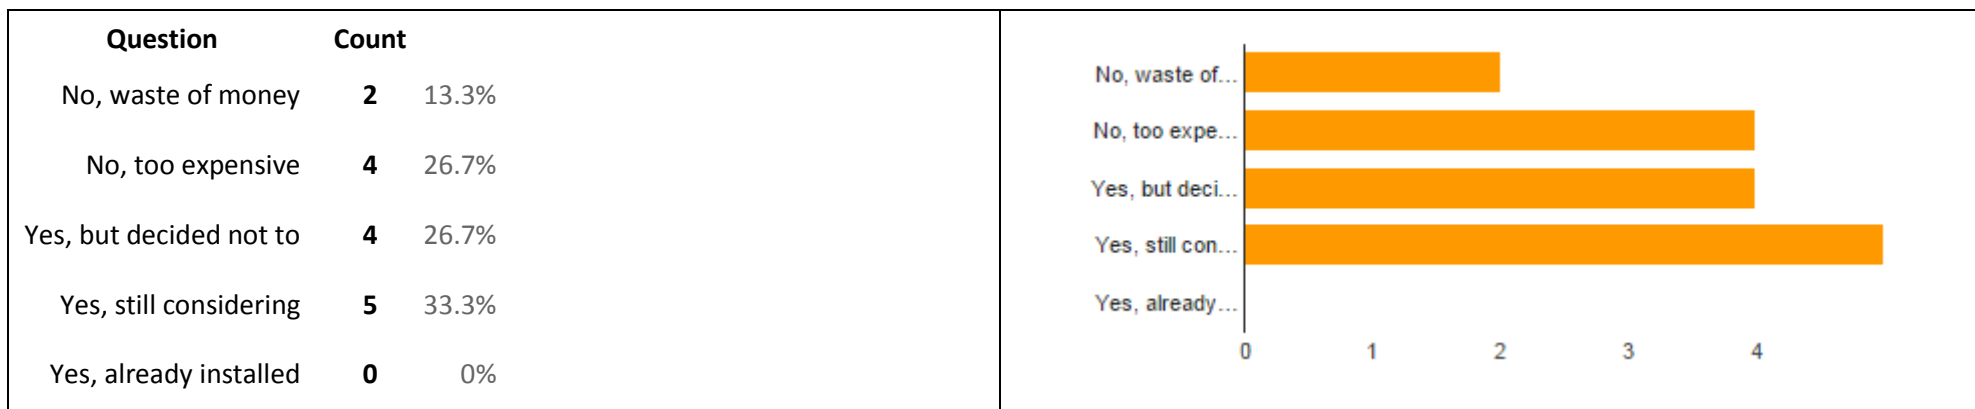 Question Count
No, waste of money 2 13.3%
No, too expensive 4 26.7%
Yes, but decided not to 4 26.7%
Yes, still considering 5 33.3%
Yes, already installed 0 0%
No, waste of...
No, too expe...
Yes, but deci...
Yes, still con...
Yes, already...
0 1 2 3 4